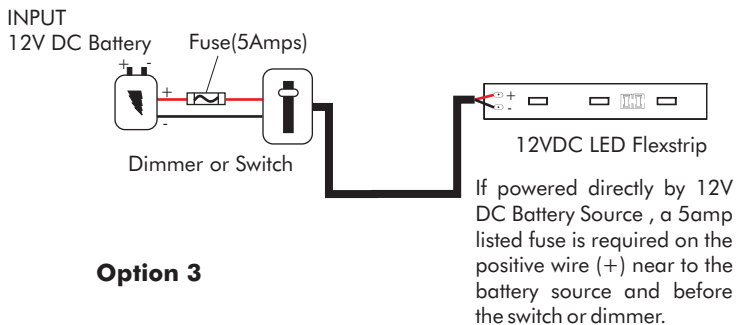 INPUT
12V DC Battery
Fuse(5Amps)
+ -
+
-
+
-
Dimmer or Switch
12VDC LED Flexstrip
If powered directly by 12V
DC Battery Source , a 5amp
listed fuse is required on the
positive wire (+) near to the
battery source and before
the switch or dimmer.
Option 3